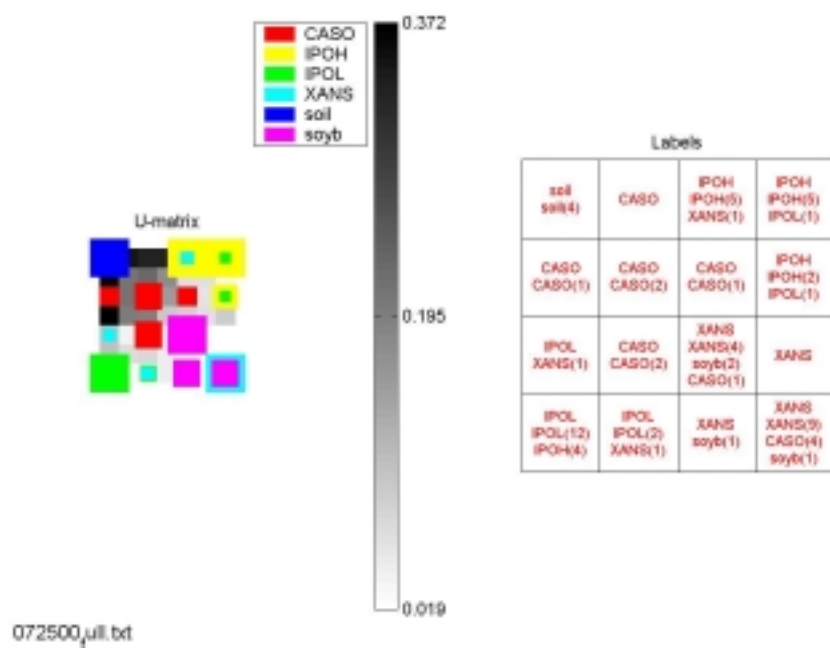 CASO
IPOH
IPOL
XANS
soil
soyb
0.372
0.195
0.019
U-matrix
Labels
soil
soil(4)
CASO
IPOH
IPOH(5)
XANS(1)
IPOH
IPOH(5)
IPOL(1)
CASO
CASO(1)
CASO
CASO(2)
CASO
CASO(1)
IPOH
IPOH(2)
IPOL(1)
IPOL
XANS(1)
CASO
CASO(2)
XANS
XANS(4)
soyb(2)
CASO(1)
XANS
IPOL
IPOL(12)
IPOH(4)
IPOL
IPOL(2)
XANS(1)
XANS
soyb(1)
XANS
XANS(9)
CASO(4)
soyb(1)
072500full.txt